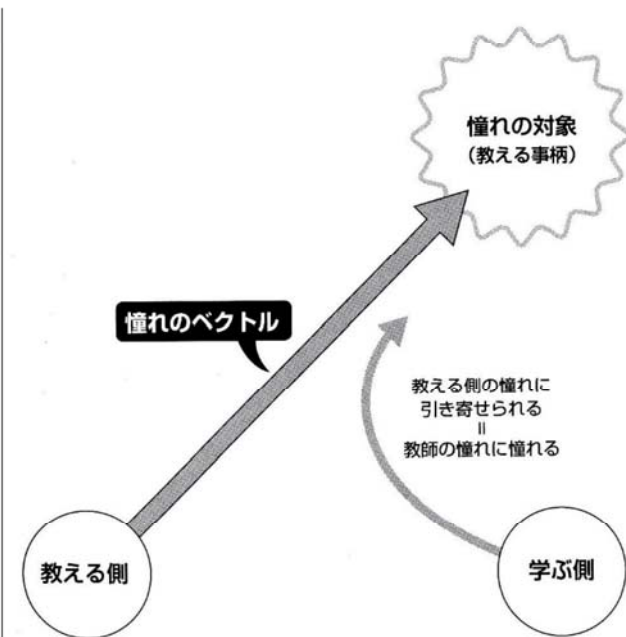 憧れの対象
（教える事柄）
憧れのベクトル
教える側の憧れに
引き寄せられる
＝
教師の憧れに憧れる
教える側
学ぶ側